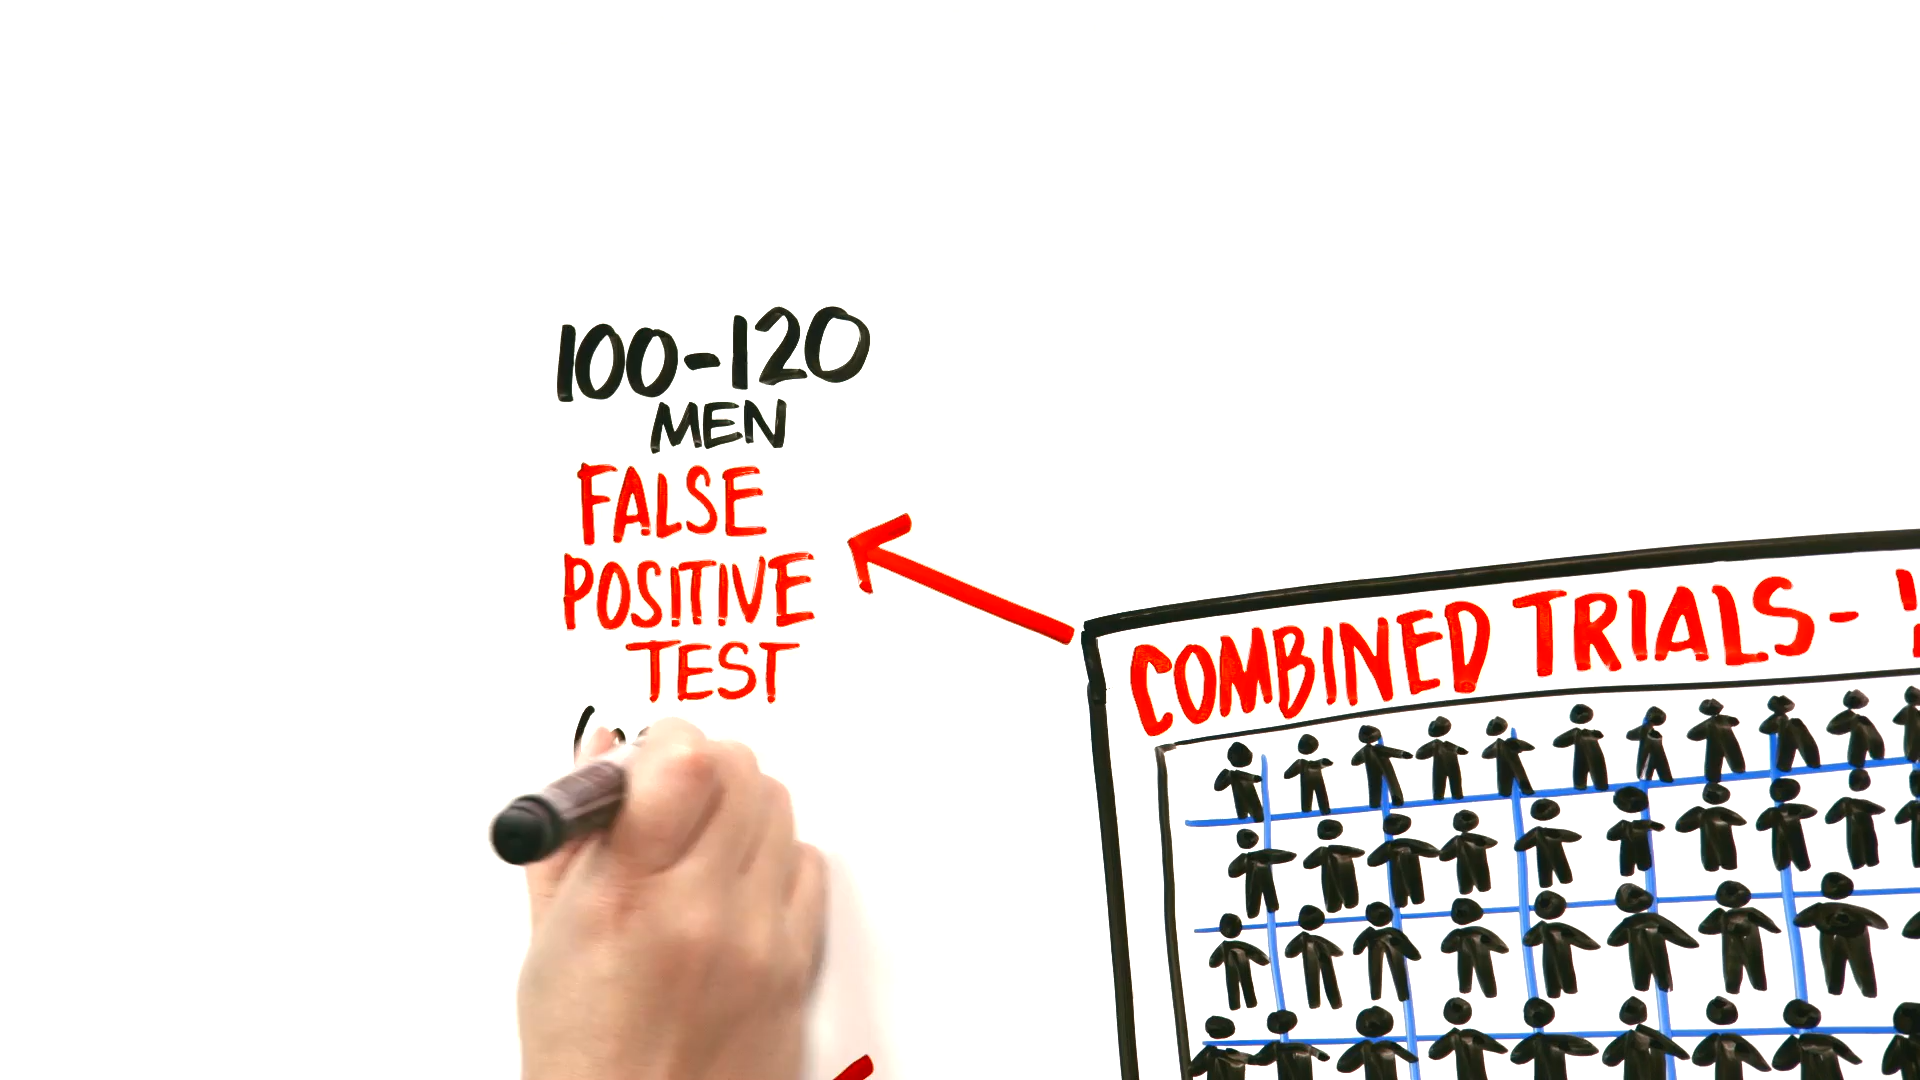 100-120
MEN
FALSE
POSITIVE
TEST
COMBINED TRIALS-